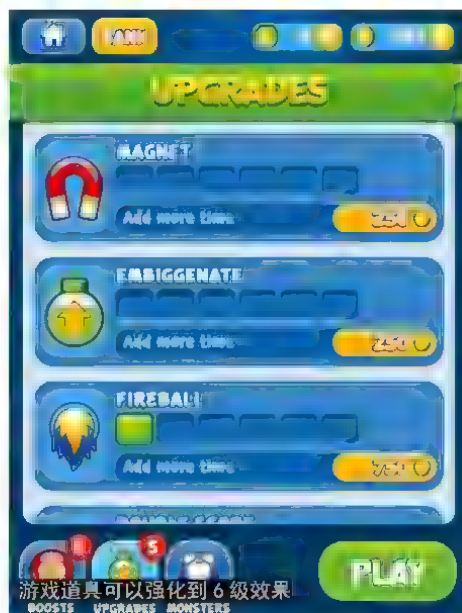 UPGRADES
MAGNET
Add more time
250
EMBIGGENATE
Add more time
250
FIREBALL
Add more time
5
PLAY
游戏道具可以强化到 6 级效果
BOOSTS UPGRADES MONSTERS